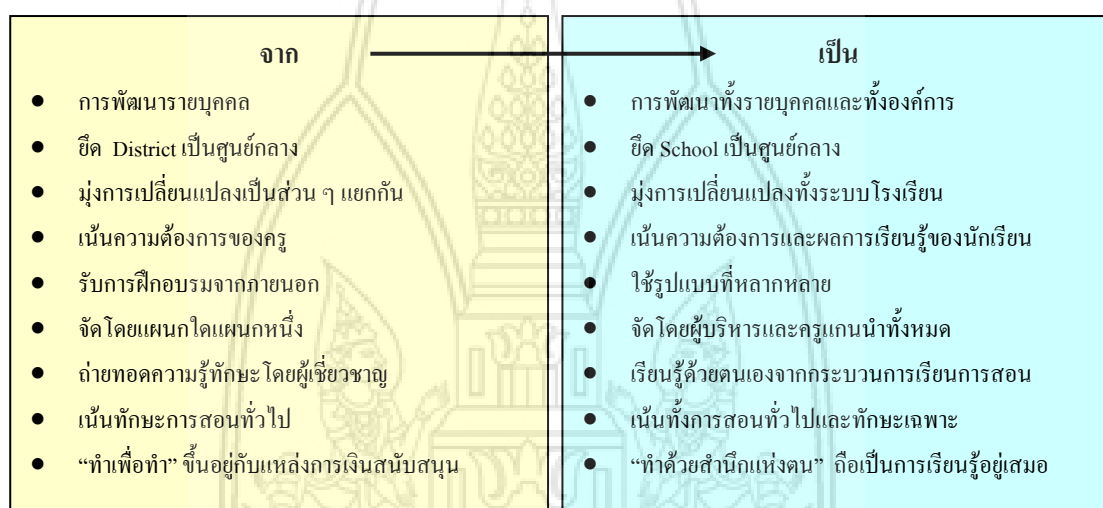 จาก
● การพัฒนารายบุคคล
● ยึด District เป็นศูนย์กลาง
● มุ่งการเปลี่ยนแปลงเป็นส่วน ๆ แยกกัน
● เน้นความต้องการของครู
● รับการฝึกอบรมจากภายนอก
● จัดโดยแผนกใดแผนกหนึ่ง
● ถ่ายทอดความรู้ทักษะโดยผู้เชี่ยวชาญ
● เน้นทักษะการสอนทั่วไป
● “ทำเพื่อทำ” ขึ้นอยู่กับแหล่งการเงินสนับสนุน
เป็น
● การพัฒนาทั้งรายบุคคลและทั้งองค์การ
● ยึด School เป็นศูนย์กลาง
● มุ่งการเปลี่ยนแปลงทั้งระบบโรงเรียน
● เน้นความต้องการและผลการเรียนรู้ของนักเรียน
● ใช้รูปแบบที่หลากหลาย
● จัดโดยผู้บริหารและครูแกนนำทั้งหมด
● เรียนรู้ด้วยตนเองจากกระบวนการเรียนการสอน
● เน้นทั้งการสอนทั่วไปและทักษะเฉพาะ
● “ทำด้วยสำนึกแห่งตน” ถือเป็นการเรียนรู้อยู่เสมอ